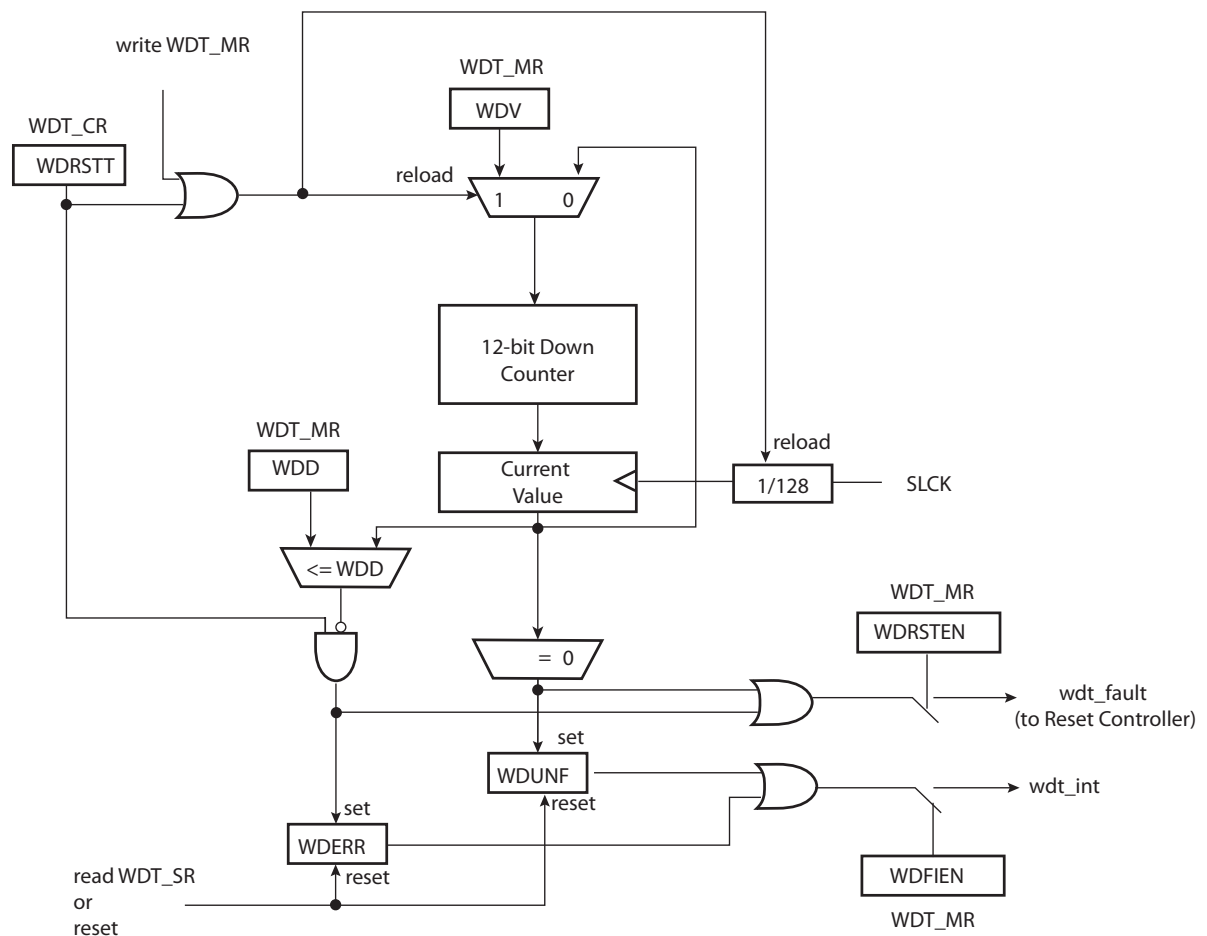 write WDT_MR
WDT_MR
WDV
WDT_CR
WDRSTT
reload
1 0
12-bit Down
Counter
WDT_MR
WDD
Current
Value
reload
1/128
SLCK
<= WDD
WDT_MR
WDRSTEN
= 0
wdt_fault
(to Reset Controller)
set
WDUNF
reset
wdt_int
set
WDERR
reset
read WDT_SR
or
reset
WDFIEN
WDT_MR